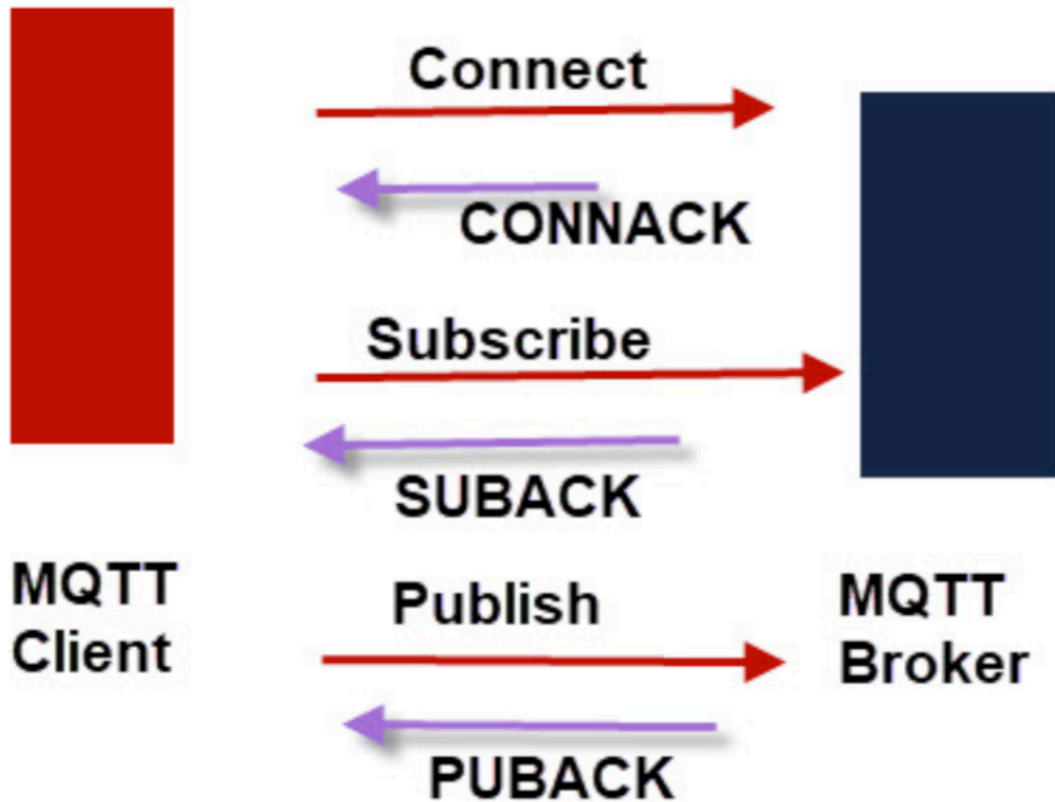 Connect
CONNACK
Subscribe
SUBACK
MQTT
Client
Publish
PUBACK
MQTT
Broker